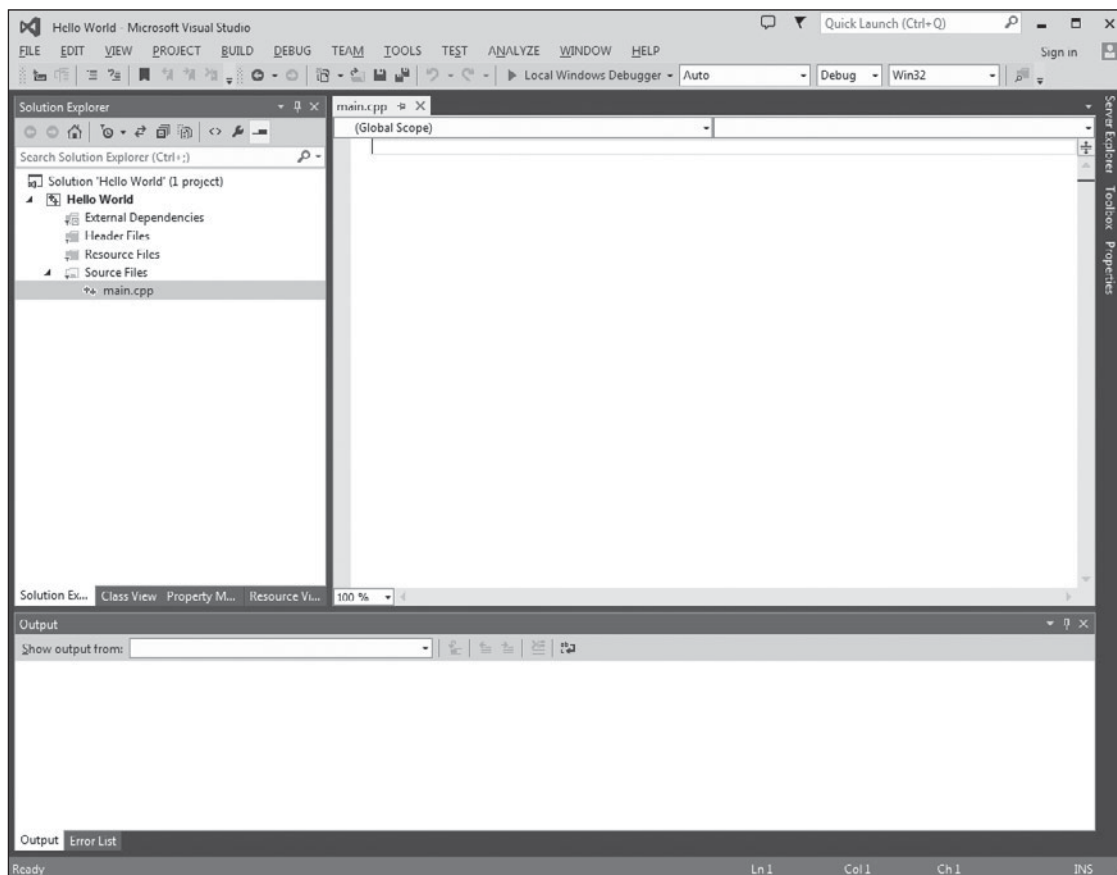 Hello World - Microsoft Visual Studio
Quick Launch (Ctrl+Q)
FILE EDIT VIEW PROJECT BUILD DEBUG TEAM TOOLS TEST ANALYZE WINDOW HELP
Sign in
Local Windows Debugger Auto Debug Win32
Solution Explorer
Search Solution Explorer (Ctrl+;)
Solution 'Hello World' (1 project)
Hello World
External Dependencies
Header Files
Resource Files
Source Files
main.cpp
Solution Ex... Class View Property M... Resource Vi...
main.cpp
(Global Scope)
100 %
Server Explorer
Toolbox
Properties
Output
Show output from:
Output Error List
Ready Ln 1 Col 1 Ch 1 INS